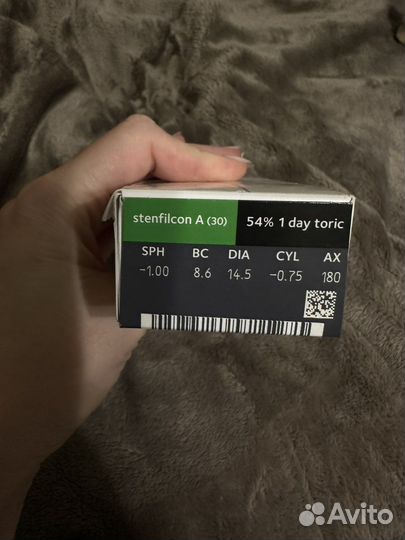 stenfilcon A (30) 54% 1 day toric
SPH BC DIA CYL AX
-1.00 8.6 14.5 -0.75 180
Avito